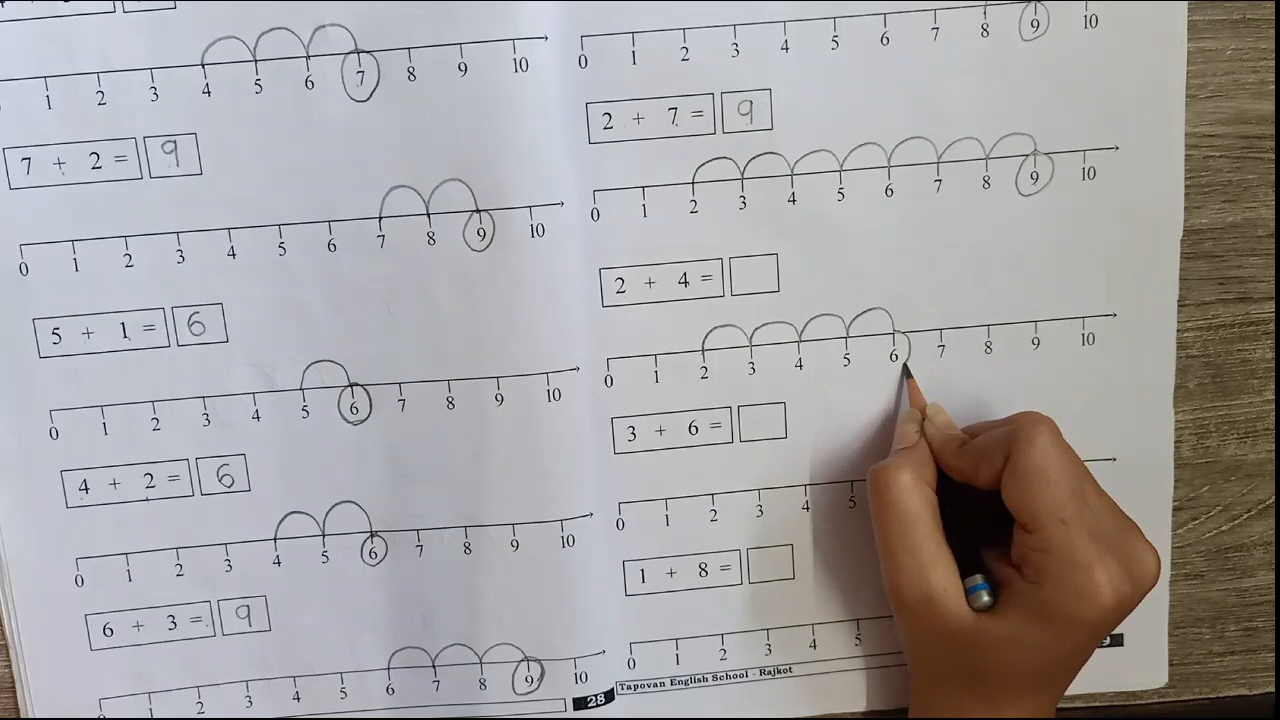 1 2 3 4 5 6 7 8 9 10
7 + 2 = 9
0 1 2 3 4 5 6 7 8 9 10
5 + 1 = 6
0 1 2 3 4 5 6 7 8 9 10
4 + 2 = 6
0 1 2 3 4 5 6 7 8 9 10
6 + 3 = 9
0 1 2 3 4 5 6 7 8 9 10
28
0 1 2 3 4 5 6 7 8 9 10
2 + 7 = 9
0 1 2 3 4 5 6 7 8 9 10
2 + 4 =
0 1 2 3 4 5 6 7 8 9 10
3 + 6 =
0 1 2 3 4 5
1 + 8 =
0 1 2 3 4 5
Tapovan English School - Rajkot